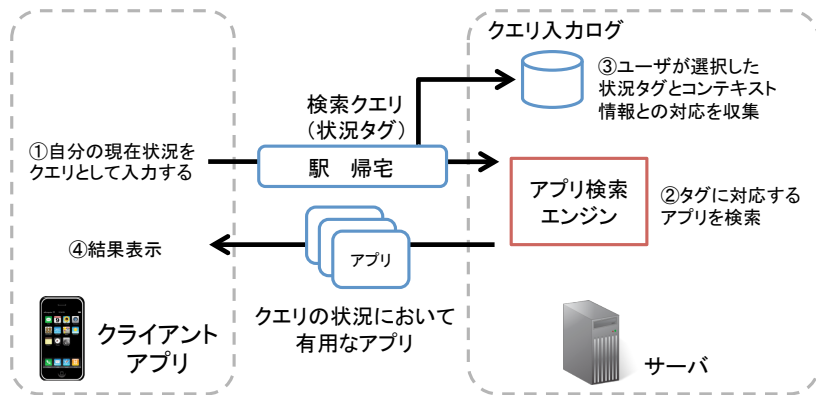 クエリ入力ログ
③ユーザが選択した
状況タグとコンテキスト
情報との対応を収集
検索クエリ
（状況タグ）
①自分の現在状況を
クエリとして入力する
駅　帰宅
アプリ検索
エンジン
②タグに対応する
アプリを検索
④結果表示
アプリ
クエリの状況において
有用なアプリ
クライアント
アプリ
サーバ